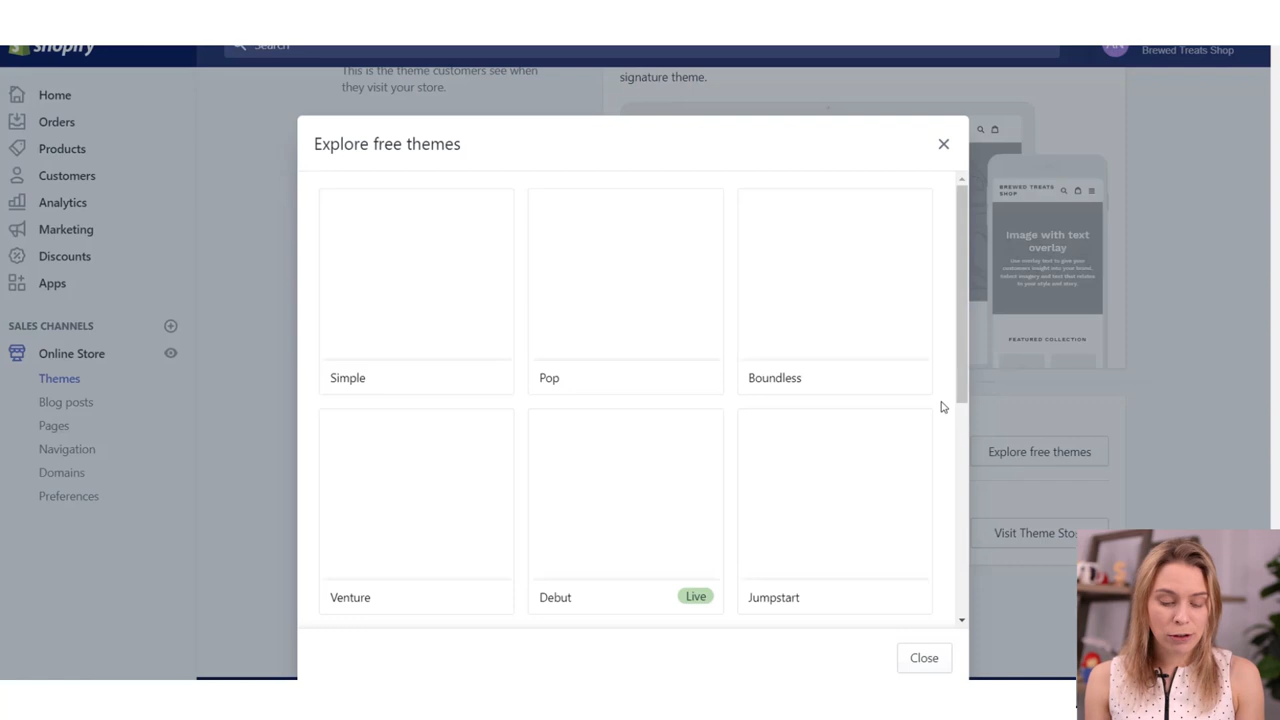 shopify
Search
Brewed Treats Shop
This is the theme customers see when
they visit your store.
signature theme.
Home
Orders
Products
Customers
Analytics
Marketing
Discounts
Apps
SALES CHANNELS
Online Store
Themes
Blog posts
Pages
Navigation
Domains
Preferences
Explore free themes
Simple
Pop
Boundless
Venture
Debut
Live
Jumpstart
Close
BREWED TREATS
SHOP
Image with text
overlay
Use overlay text to give your
customers insight into your brand.
Select imagery and text that relates
to your style and story.
FEATURED COLLECTION
Explore free themes
Visit Theme Sto